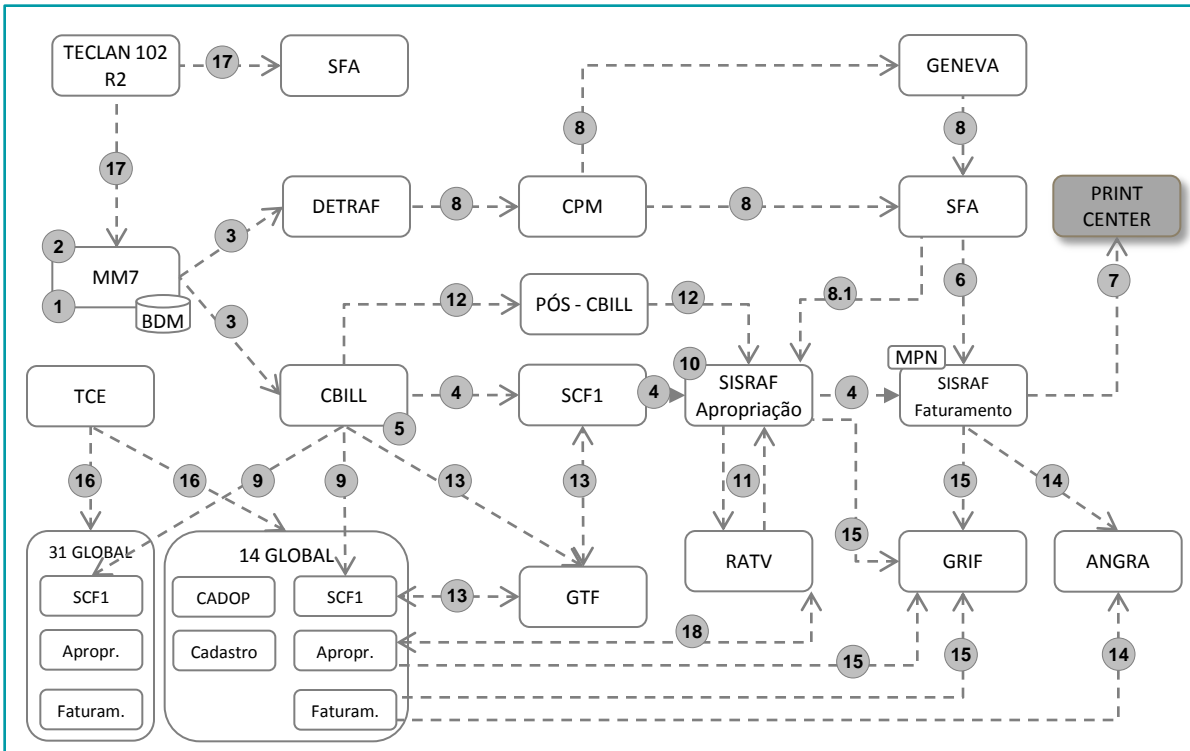 TECLAN 102
R2
17
SFA
GENEVA
8
8
17
DETRAF
8
CPM
8
SFA
PRINT
CENTER
2
MM7
1
BDM
3
3
12
PÓS - CBILL
12
8.1
6
7
TCE
CBILL
5
4
SCF1
4
10
SISRAF
Apropriação
4
MPN
SISRAF
Faturamento
16
16
9
9
13
13
11
15
15
14
31 GLOBAL
SCF1
Apropr.
Faturam.
14 GLOBAL
CADOP
SCF1
Cadastro
Apropr.
Faturam.
13
GTF
RATV
GRIF
ANGRA
18
15
15
14